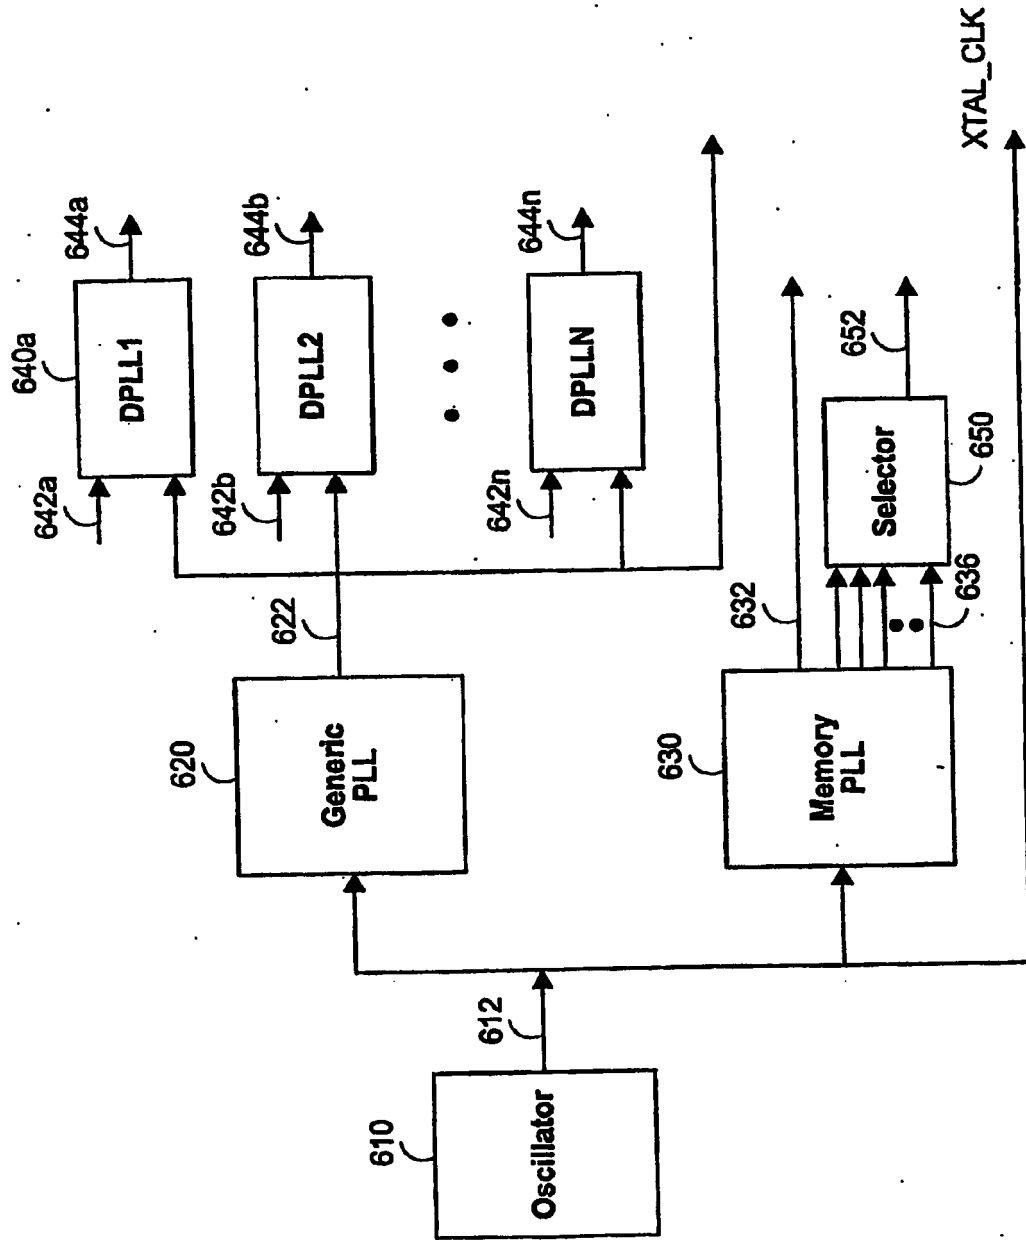 640a
644a
DPLL1
642a
644b
DPLL2
642b
644n
DPLLN
642n
620
622
Generic
PLL
610
612
Oscillator
630
632
Memory
PLL
636
Selector
650
652
XTAL_CLK